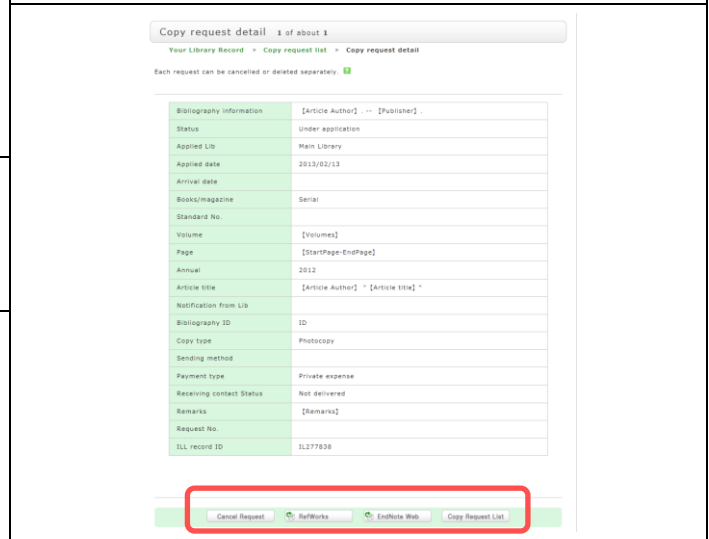 Copy request detail 1 of about 1
Your Library Record > Copy request list > Copy request detail
Each request can be cancelled or deleted separately. ?
Bibliography information 【Article Author】 . -- 【Publisher】 .
Status Under application
Applied Lib Main Library
Applied date 2013/02/13
Arrival date
Books/magazine Serial
Standard No.
Volume 【Volumes】
Page 【StartPage-EndPage】
Annual 2012
Article title 【Article Author】 " 【Article title】 "
Notification from Lib
Bibliography ID ID
Copy type Photocopy
Sending method
Payment type Private expense
Receiving contact Status Not delivered
Remarks 【Remarks】
Request No.
ILL record ID IL277838
Cancel Request RefWorks EndNote Web Copy Request List